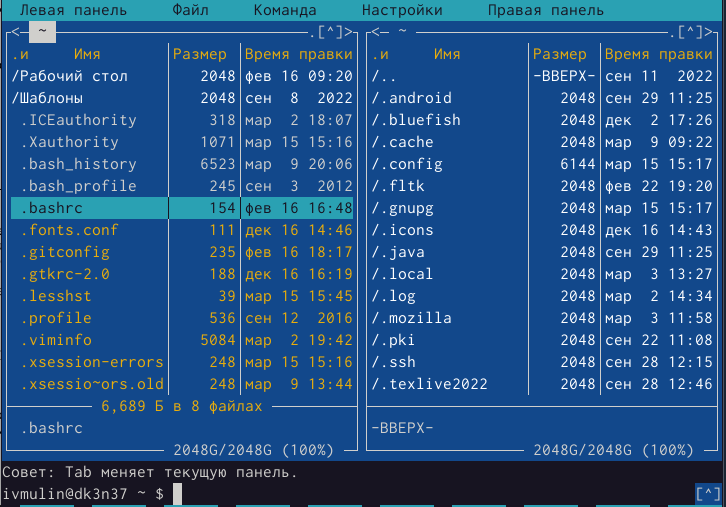 Левая панель Файл Команда Настройки Правая панель
<─ ~ .[^]> <─ ~ .[^]>
.и Имя Размер Время правки .и Имя Размер Время правки
/Рабочий стол 2048 фев 16 09:20 /.. –ВВЕРХ– сен 11 2022
/Шаблоны 2048 сен 8 2022 /.android 2048 сен 29 11:25
.ICEauthority 318 мар 2 18:07 /.bluefish 2048 дек 2 17:26
.Xauthority 1071 мар 15 15:16 /.cache 2048 мар 9 09:22
.bash_history 6523 мар 9 20:06 /.config 6144 мар 15 15:17
.bash_profile 245 сен 3 2012 /.fltk 2048 фев 22 19:20
.bashrc 154 фев 16 16:48 /.gnupg 2048 мар 15 15:17
.fonts.conf 111 дек 16 14:46 /.icons 2048 дек 16 14:43
.gitconfig 235 фев 16 18:17 /.java 2048 сен 29 11:25
.gtkrc-2.0 188 дек 16 16:19 /.local 2048 мар 3 13:27
.lesshst 39 мар 15 15:45 /.log 2048 мар 2 14:34
.profile 536 сен 12 2016 /.mozilla 2048 мар 3 11:58
.viminfo 5084 мар 2 19:42 /.pki 2048 сен 22 11:08
.xsession-errors 248 мар 15 15:16 /.ssh 2048 сен 28 12:15
.xsessio~ors.old 248 мар 9 13:44 /.texlive2022 2048 сен 28 12:46
6,689 Б в 8 файлах
.bashrc –ВВЕРХ–
2048G/2048G (100%) 2048G/2048G (100%)
Совет: Tab меняет текущую панель.
ivmulin@dk3n37 ~ $ [^]